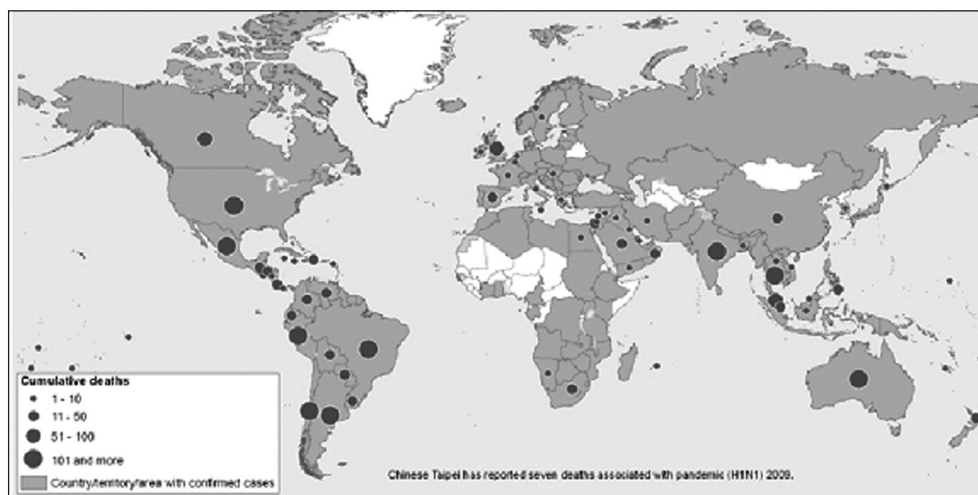 Cumulative deaths
1 - 10
11 - 50
51 - 100
101 and more
Country/territory/area with confirmed cases
Chinese Taipei has reported seven deaths associated with pandemic (H1N1) 2009.